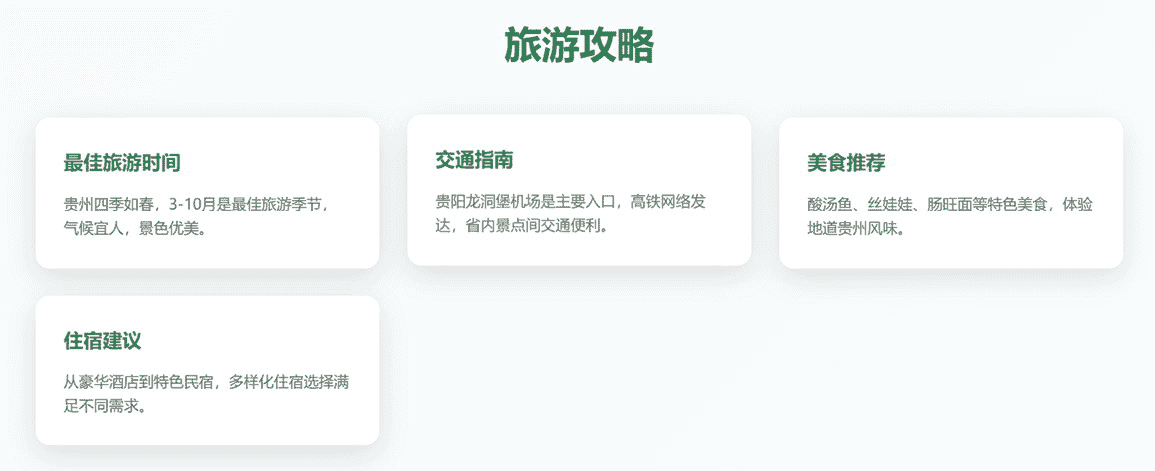 旅游攻略
最佳旅游时间
贵州四季如春，3-10月是最佳旅游季节，
气候宜人，景色优美。
交通指南
贵阳龙洞堡机场是主要入口，高铁网络发
达，省内景点间交通便利。
美食推荐
酸汤鱼、丝娃娃、肠旺面等特色美食，体验
地道贵州风味。
住宿建议
从豪华酒店到特色民宿，多样化住宿选择满
足不同需求。